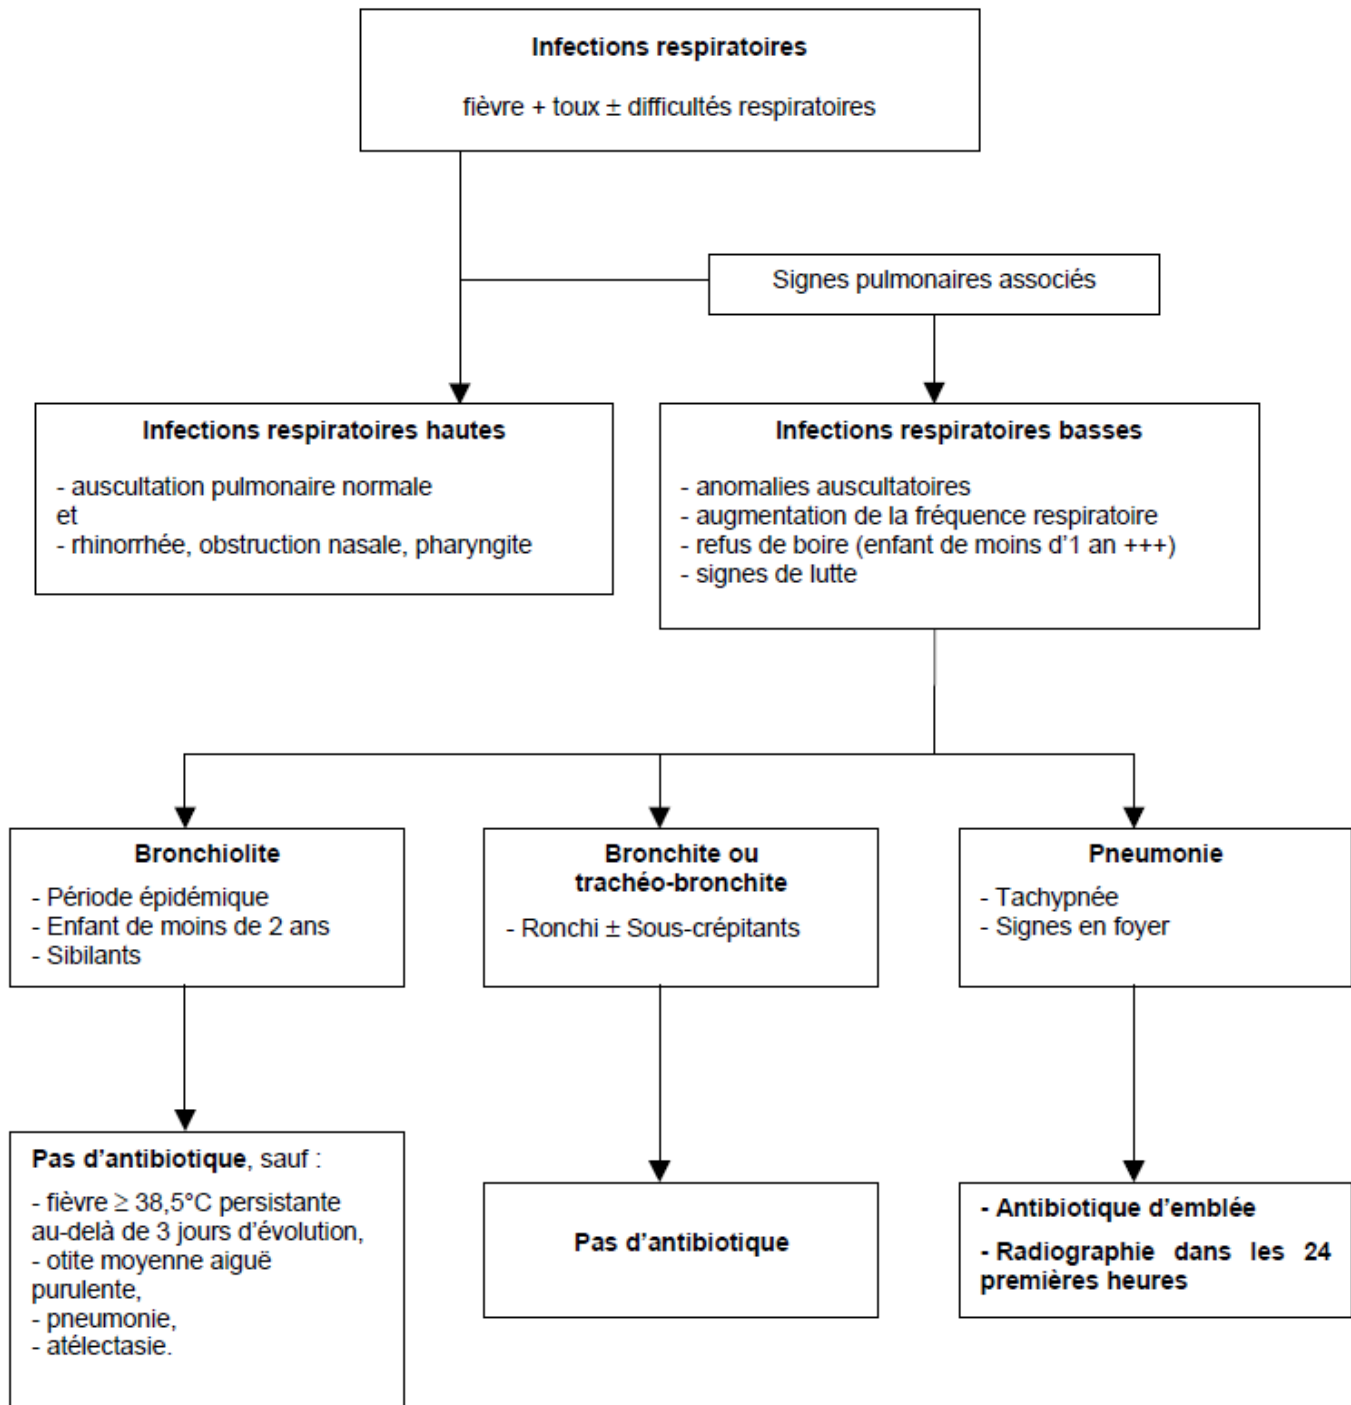 Infections respiratoires
fièvre + toux ± difficultés respiratoires
Signes pulmonaires associés
Infections respiratoires hautes
- auscultation pulmonaire normale
et
- rhinorrhée, obstruction nasale, pharyngite
Infections respiratoires basses
- anomalies auscultatoires
- augmentation de la fréquence respiratoire
- refus de boire (enfant de moins d'1 an +++)
- signes de lutte
Bronchiolite
- Période épidémique
- Enfant de moins de 2 ans
- Sibilants
Bronchite ou
trachéo-bronchite
- Ronchi ± Sous-crépitants
Pneumonie
- Tachypnée
- Signes en foyer
Pas d'antibiotique, sauf :
- fièvre ≥ 38,5°C persistante
au-delà de 3 jours d'évolution,
- otite moyenne aiguë
purulente,
- pneumonie,
- atélectasie.
Pas d'antibiotique
- Antibiotique d'emblée
- Radiographie dans les 24
premières heures